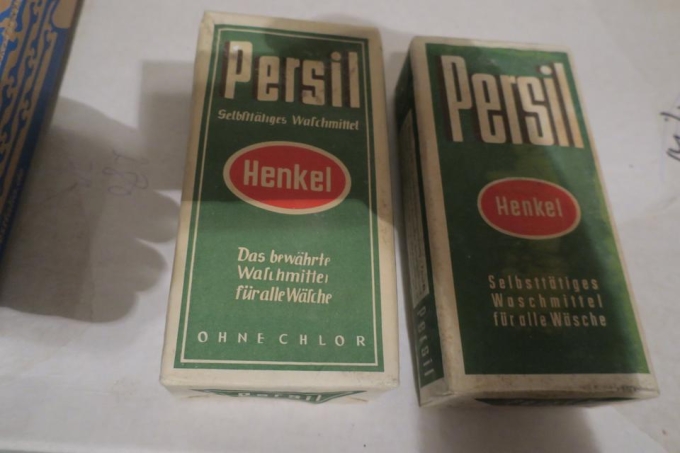 Persil
Selbsttätiges Waschmittel
Henkel
Das bewährte
Waschmittel
für alle Wäsche
OHNE CHLOR
Persil
Persil
Henkel
Selbsttätiges
Waschmittel
für alle Wäsche